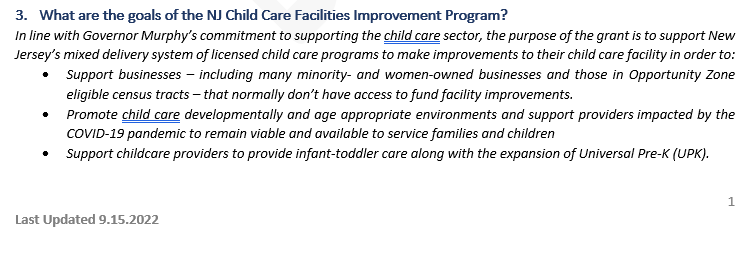 3. What are the goals of the NJ Child Care Facilities Improvement Program?
In line with Governor Murphy's commitment to supporting the child care sector, the purpose of the grant is to support New
Jersey's mixed delivery system of licensed child care programs to make improvements to their child care facility in order to:
• Support businesses – including many minority- and women-owned businesses and those in Opportunity Zone
eligible census tracts – that normally don't have access to fund facility improvements.
• Promote child care developmentally and age appropriate environments and support providers impacted by the
COVID-19 pandemic to remain viable and available to service families and children
• Support childcare providers to provide infant-toddler care along with the expansion of Universal Pre-K (UPK).
1
Last Updated 9.15.2022